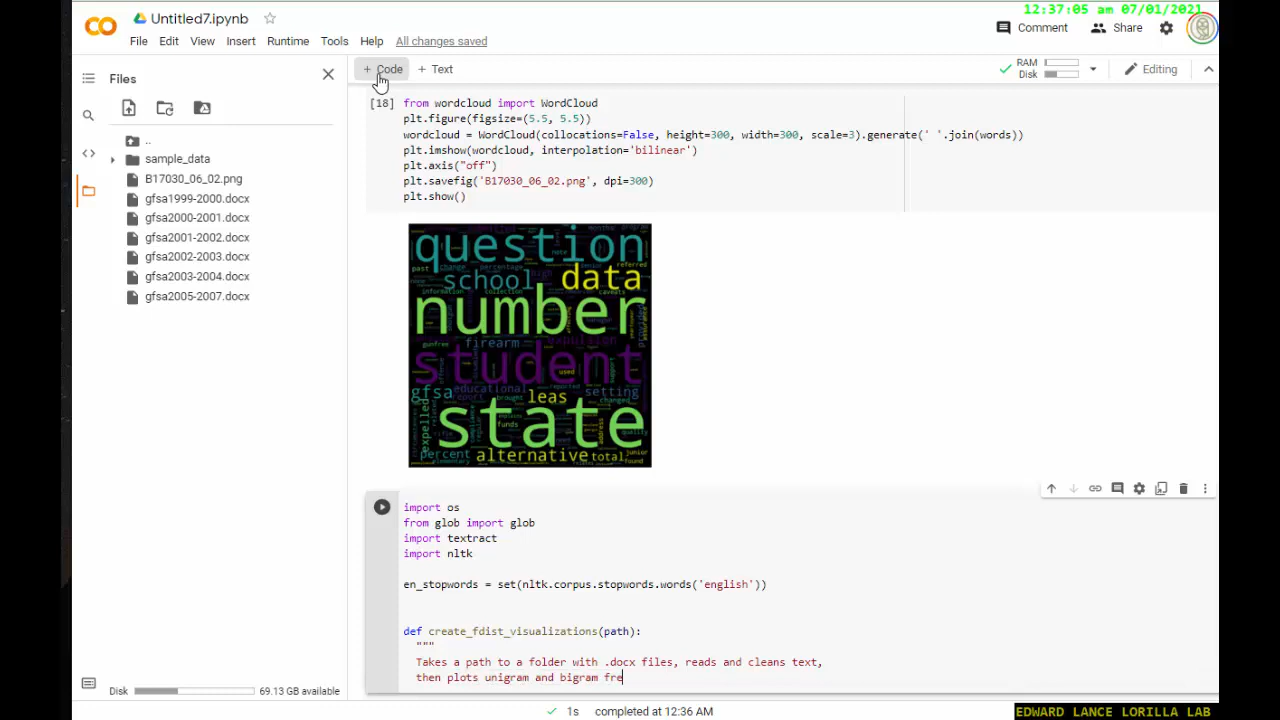 12:37:05 am 07/01/2021
Untitled7.ipynb
Comment
Share
File Edit View Insert Runtime Tools Help All changes saved
Files
+ Code + Text
RAM
Disk
Editing
..
sample_data
B17030_06_02.png
gfsa1999-2000.docx
gfsa2000-2001.docx
gfsa2001-2002.docx
gfsa2002-2003.docx
gfsa2003-2004.docx
gfsa2005-2007.docx
[18] from wordcloud import WordCloud
plt.figure(figsize=(5.5, 5.5))
wordcloud = WordCloud(collocations=False, height=300, width=300, scale=3).generate(' '.join(words))
plt.imshow(wordcloud, interpolation='bilinear')
plt.axis("off")
plt.savefig('B17030_06_02.png', dpi=300)
plt.show()
question
school data
number
firearm
student
educational
gfsa leas setting
expelled
state
funds
percent alternative total
import os
from glob import glob
import textract
import nltk
en_stopwords = set(nltk.corpus.stopwords.words('english'))
def create_fdist_visualizations(path):
"""
Takes a path to a folder with .docx files, reads and cleans text,
then plots unigram and bigram fre
Disk 69.13 GB available
1s completed at 12:36 AM
EDWARD LANCE LORILLA LAB